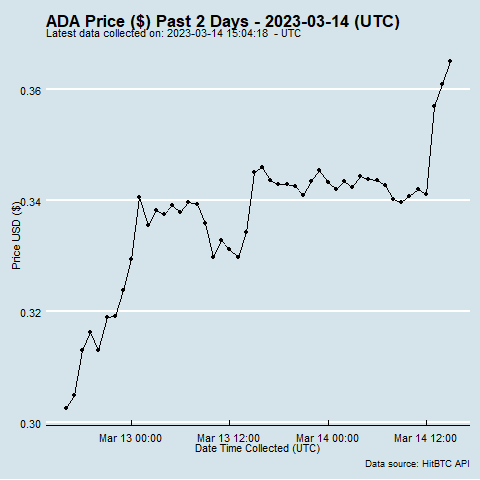 ADA Price ($) Past 2 Days - 2023-03-14 (UTC)
Latest data collected on: 2023-03-14 15:04:18 - UTC
Price USD ($)
0.36
0.34
0.32
0.30
Mar 13 00:00 Mar 13 12:00 Mar 14 00:00 Mar 14 12:00
Date Time Collected (UTC)
Data source: HitBTC API